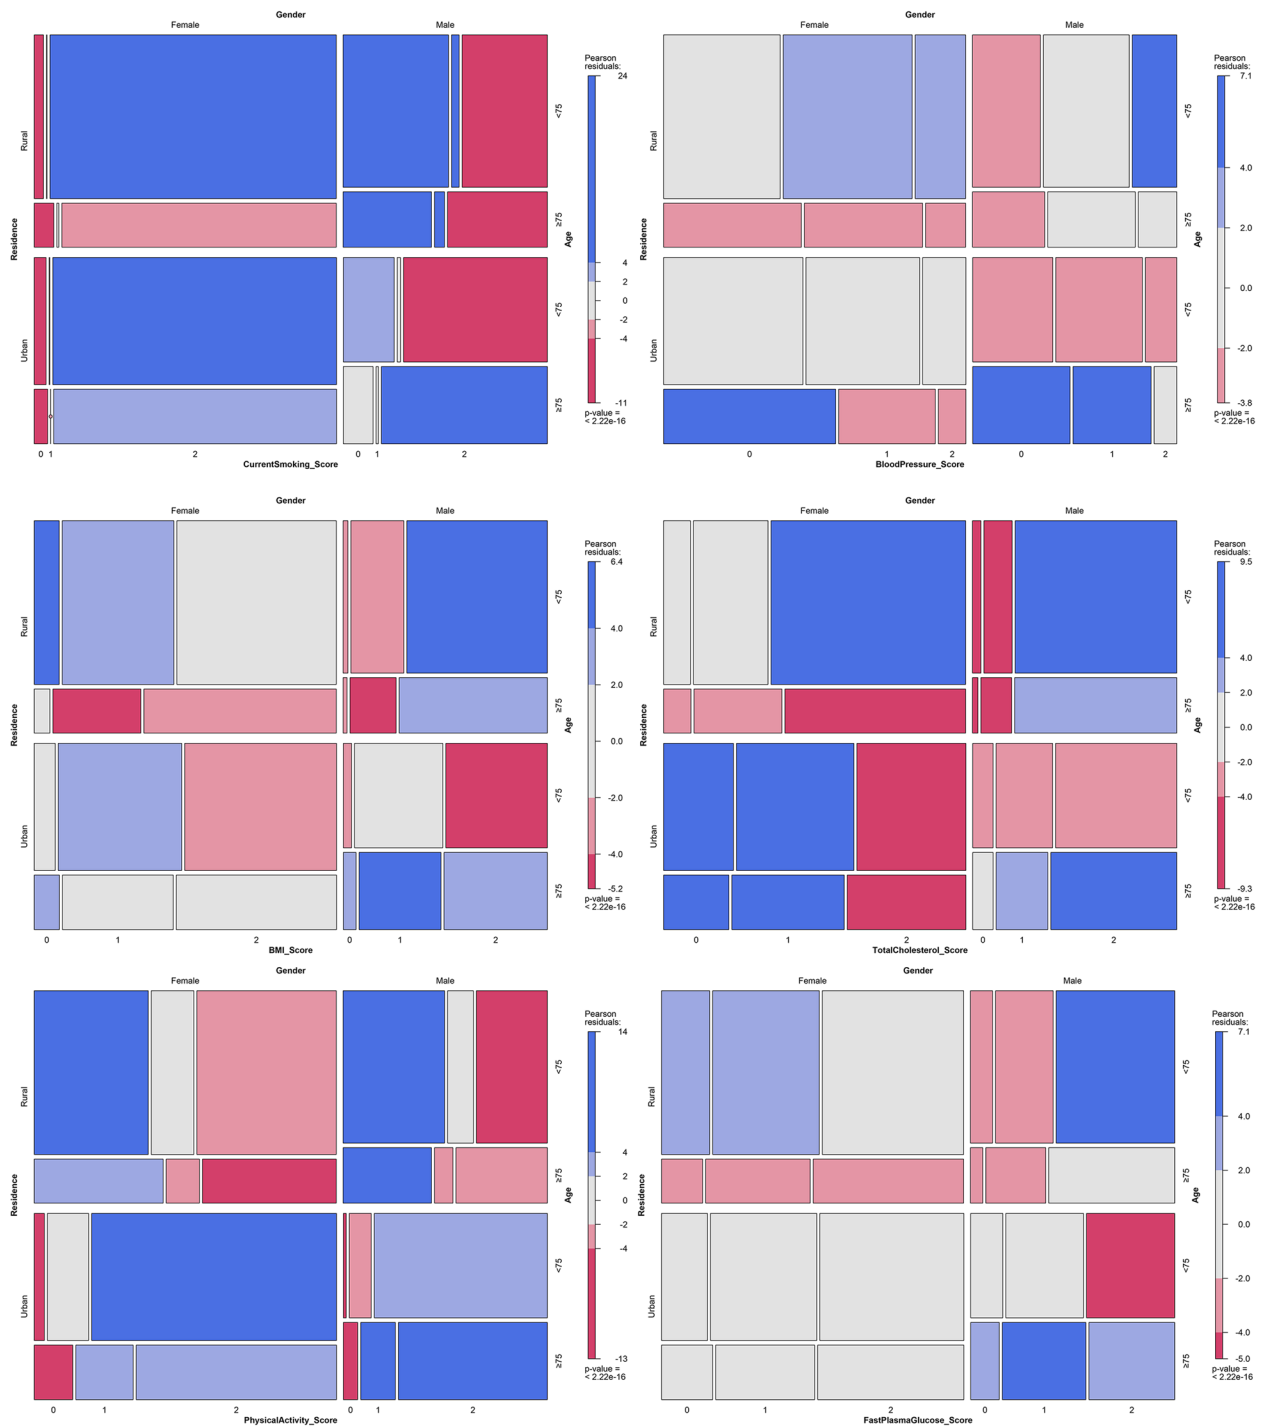 Gender
Female Male
Residence
Rural
Urban
Age
<75
≥75
<75
≥75
Pearson
residuals:
24
4
2
0
-2
-4
-11
p-value =
< 2.22e-16
0 1 2 0 1 2
CurrentSmoking_Score
Gender
Female Male
Residence
Rural
Urban
Age
<75
≥75
<75
≥75
Pearson
residuals:
7.1
4.0
2.0
0.0
-2.0
-3.8
p-value =
< 2.22e-16
0 1 2 0 1 2
BloodPressure_Score
Gender
Female Male
Residence
Rural
Urban
Age
<75
≥75
<75
≥75
Pearson
residuals:
6.4
4.0
2.0
0.0
-2.0
-4.0
-5.2
p-value =
< 2.22e-16
0 1 2 0 1 2
BMI_Score
Gender
Female Male
Residence
Rural
Urban
Age
<75
≥75
<75
≥75
Pearson
residuals:
9.5
4.0
2.0
0.0
-2.0
-4.0
-9.3
p-value =
< 2.22e-16
0 1 2 0 1 2
TotalCholesterol_Score
Gender
Female Male
Residence
Rural
Urban
Age
<75
≥75
<75
≥75
Pearson
residuals:
14
4
2
0
-2
-4
-13
p-value =
< 2.22e-16
0 1 2 0 1 2
PhysicalActivity_Score
Gender
Female Male
Residence
Rural
Urban
Age
<75
≥75
<75
≥75
Pearson
residuals:
7.1
4.0
2.0
0.0
-2.0
-4.0
-5.0
p-value =
< 2.22e-16
0 1 2 0 1 2
FastPlasmaGlucose_Score